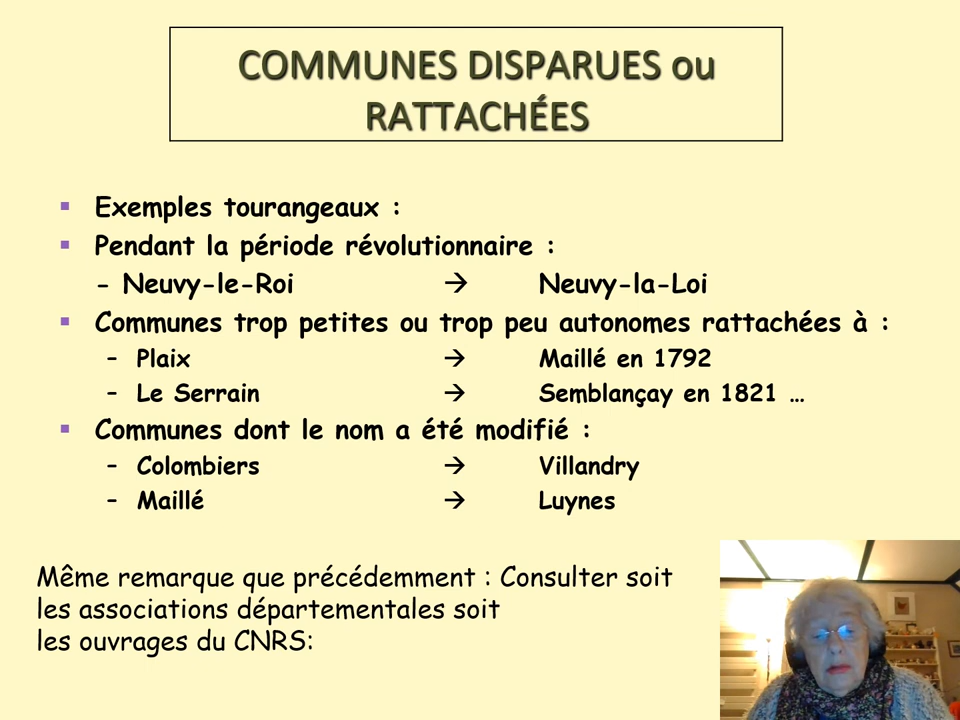 COMMUNES DISPARUES ou
RATTACHÉES
▪ Exemples tourangeaux :
▪ Pendant la période révolutionnaire :
- Neuvy-le-Roi → Neuvy-la-Loi
▪ Communes trop petites ou trop peu autonomes rattachées à :
– Plaix → Maillé en 1792
– Le Serrain → Semblançay en 1821 …
▪ Communes dont le nom a été modifié :
– Colombiers → Villandry
– Maillé → Luynes
Même remarque que précédemment : Consulter soit
les associations départementales soit
les ouvrages du CNRS: